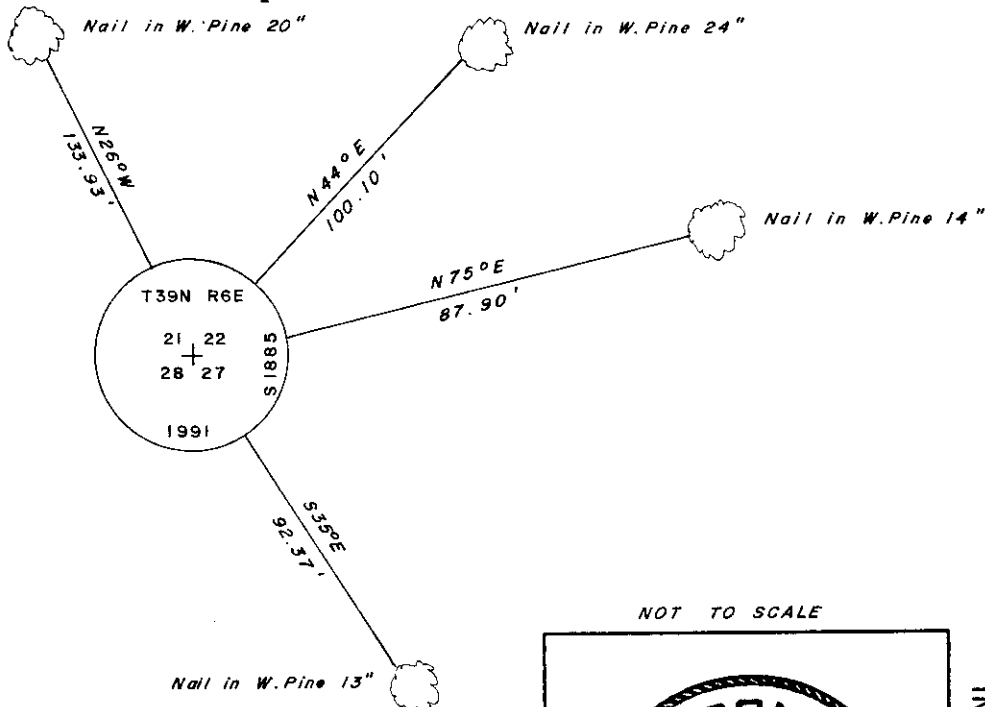 Nail in W. Pine 20"
Nail in W. Pine 24"
N26°W
133.93'
N44°E
100.10'
Nail in W. Pine 14"
N75°E
87.90'
T39N R6E
21 22
28 27
S1885
1991
S35°E
92.37'
NOT TO SCALE
Nail in W. Pine 13"